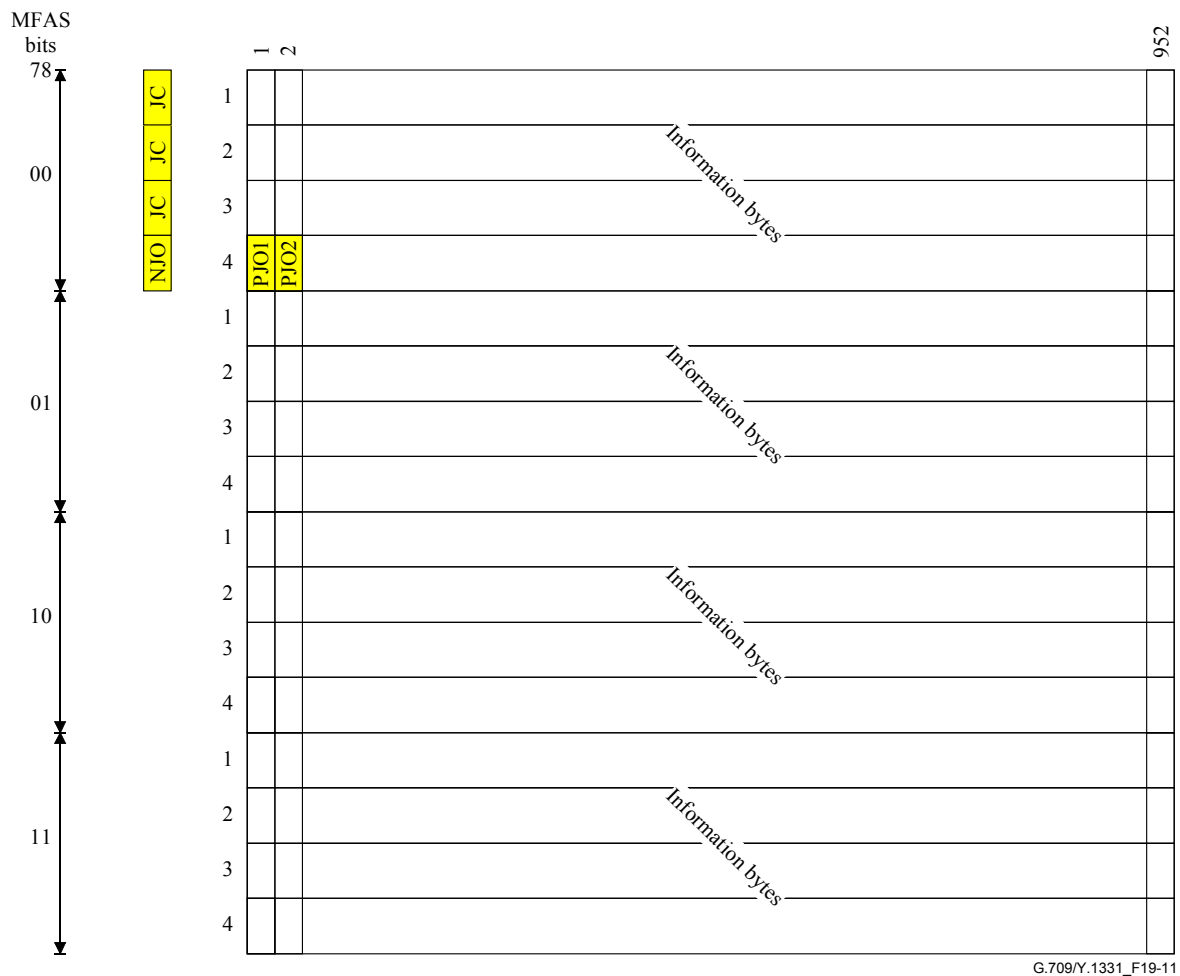 MFAS
bits
78
1 2 952
JC 1
JC 2
Information bytes
00
JC 3
NJO 4 PJO1 PJO2
1
2
Information bytes
01
3
4
1
2
Information bytes
10
3
4
1
2
Information bytes
11
3
4
G.709/Y.1331_F19-11